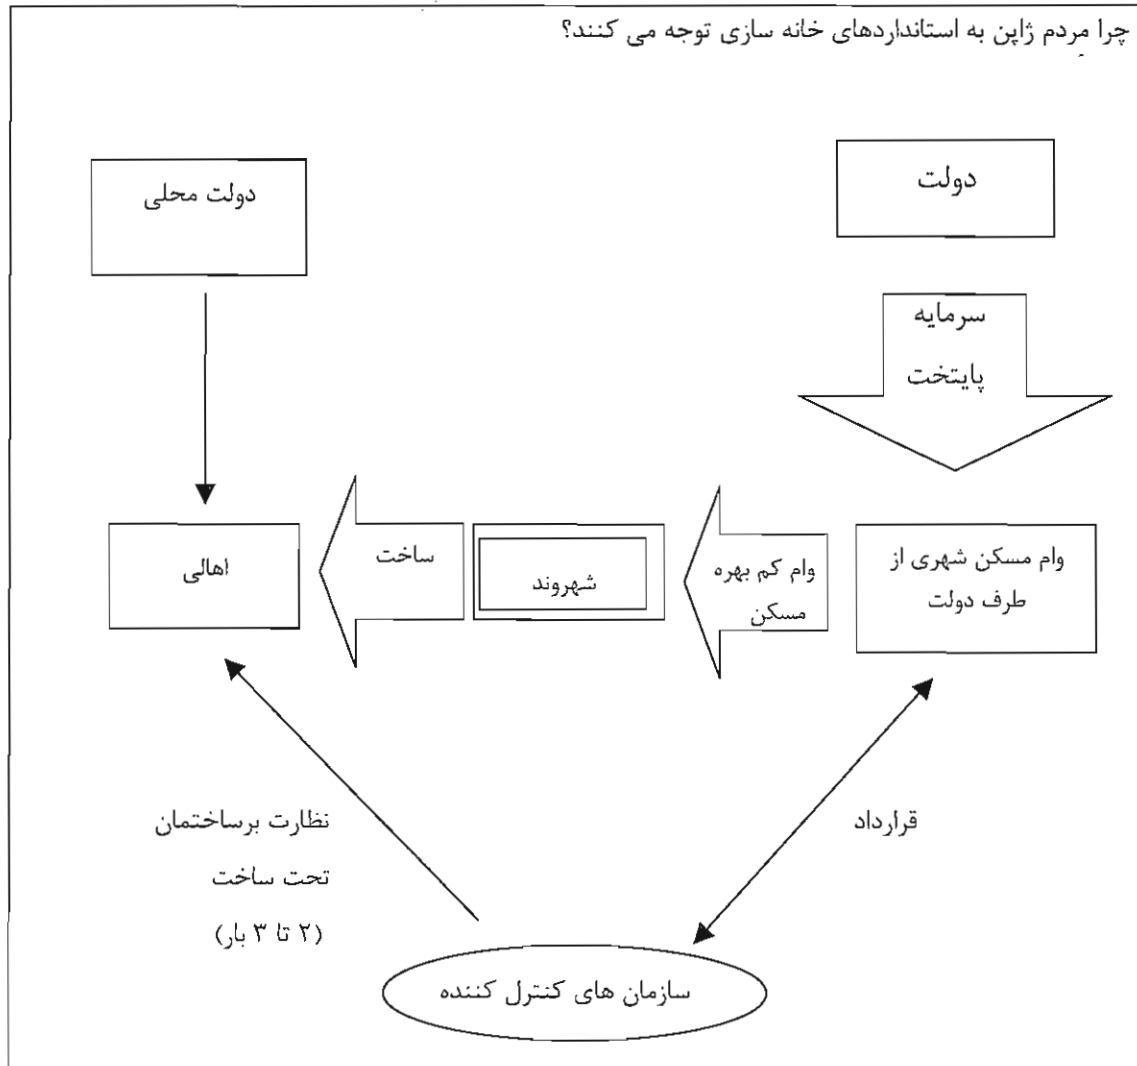 چرا مردم ژاپن به استانداردهای خانه سازی توجه می کنند؟
دولت
دولت محلی
سرمایه
پایتخت
وام مسکن شهری از
طرف دولت
وام کم بهره
مسکن
شهروند
ساخت
اهالی
قرارداد
نظارت برساختمان
تحت ساخت
(۲ تا ۳ بار)
سازمان های کنترل کننده